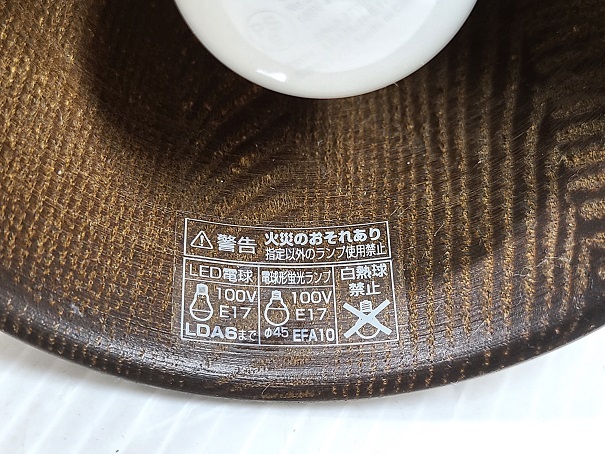 ⚠ 警告 火災のおそれあり
指定以外のランプ使用禁止
LED電球
100V
E17
LDA6まで
電球形蛍光ランプ
100V
E17
φ45 EFA10
白熱球
禁止